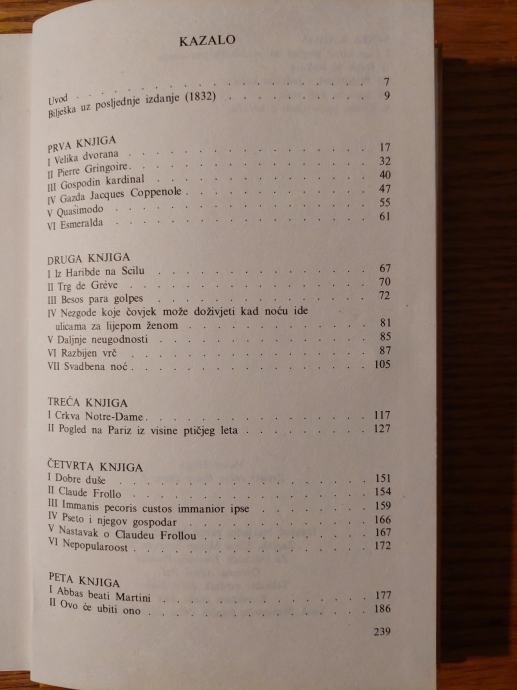 KAZALO
Uvod . . . . . . . . . . . . . . . . 7
Bilješka uz posljednje izdanje (1832) . . . . . . . . 9
PRVA KNJIGA
I Velika dvorana . . . . . . . . . . . . . 17
II Pierre Gringoire. . . . . . . . . . . . . 32
III Gospodin kardinal . . . . . . . . . . . . 40
IV Gazda Jacques Coppenole . . . . . . . . . . 47
V Quasimodo . . . . . . . . . . . . . . 55
VI Esmeralda . . . . . . . . . . . . . . 61
DRUGA KNJIGA
I Iz Haribde na Scilu . . . . . . . . . . . . 67
II Trg de Grève . . . . . . . . . . . . . 70
III Besos para golpes . . . . . . . . . . . . 72
IV Nezgode koje čovjek može doživjeti kad noću ide
ulicama za lijepom ženom . . . . . . . . . . 81
V Daljnje neugodnosti . . . . . . . . . . . . 85
VI Razbijen vrč . . . . . . . . . . . . . 87
VII Svadbena noć . . . . . . . . . . . . . 105
TREĆA KNJIGA
I Crkva Notre-Dame . . . . . . . . . . . . 117
II Pogled na Pariz iz visine ptičjeg leta . . . . . . . 127
ČETVRTA KNJIGA
I Dobre duše . . . . . . . . . . . . . . 151
II Claude Frollo . . . . . . . . . . . . . 154
III Immanis pecoris custos immanior ipse . . . . . . . 159
IV Pseto i njegov gospodar . . . . . . . . . . 166
V Nastavak o Claudeu Frollou . . . . . . . . . 167
VI Nepopularoost . . . . . . . . . . . . . 172
PETA KNJIGA
I Abbas beati Martini . . . . . . . . . . . . 177
II Ovo će ubiti ono . . . . . . . . . . . . . 186
239